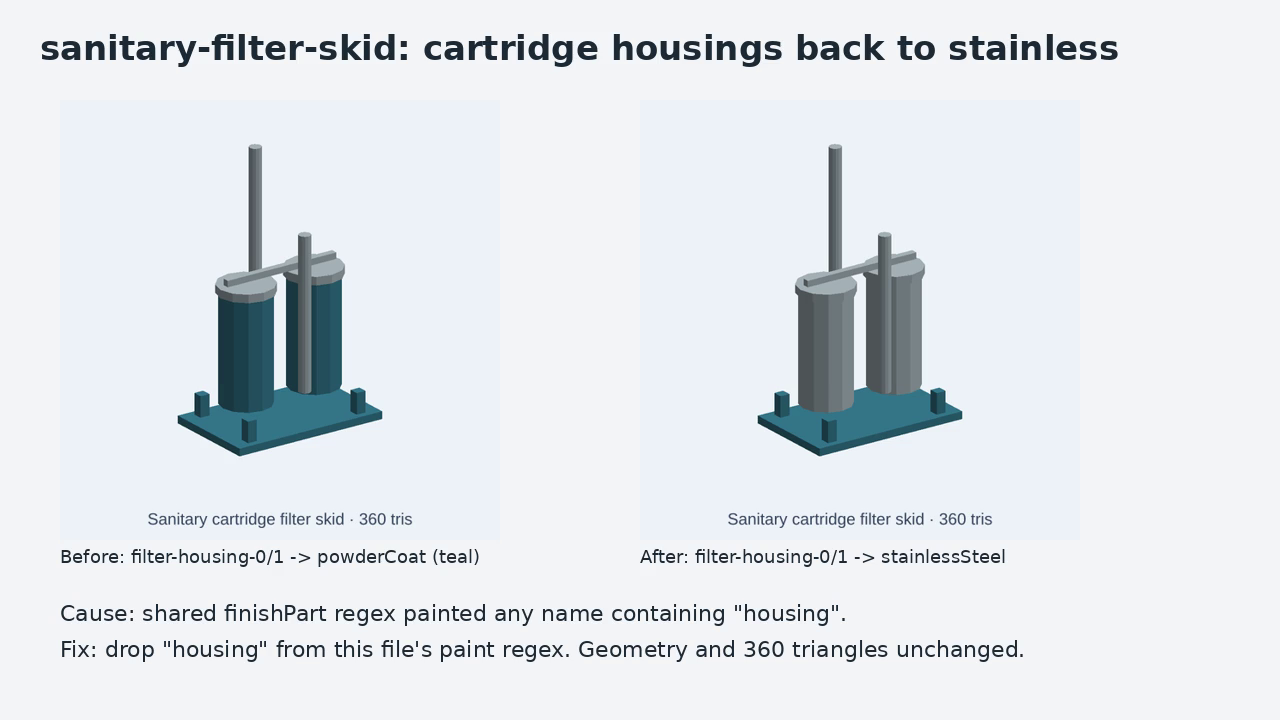 sanitary-filter-skid: cartridge housings back to stainless
Sanitary cartridge filter skid · 360 tris
Sanitary cartridge filter skid · 360 tris
Before: filter-housing-0/1 -> powderCoat (teal)
After: filter-housing-0/1 -> stainlessSteel
Cause: shared finishPart regex painted any name containing "housing".
Fix: drop "housing" from this file's paint regex. Geometry and 360 triangles unchanged.